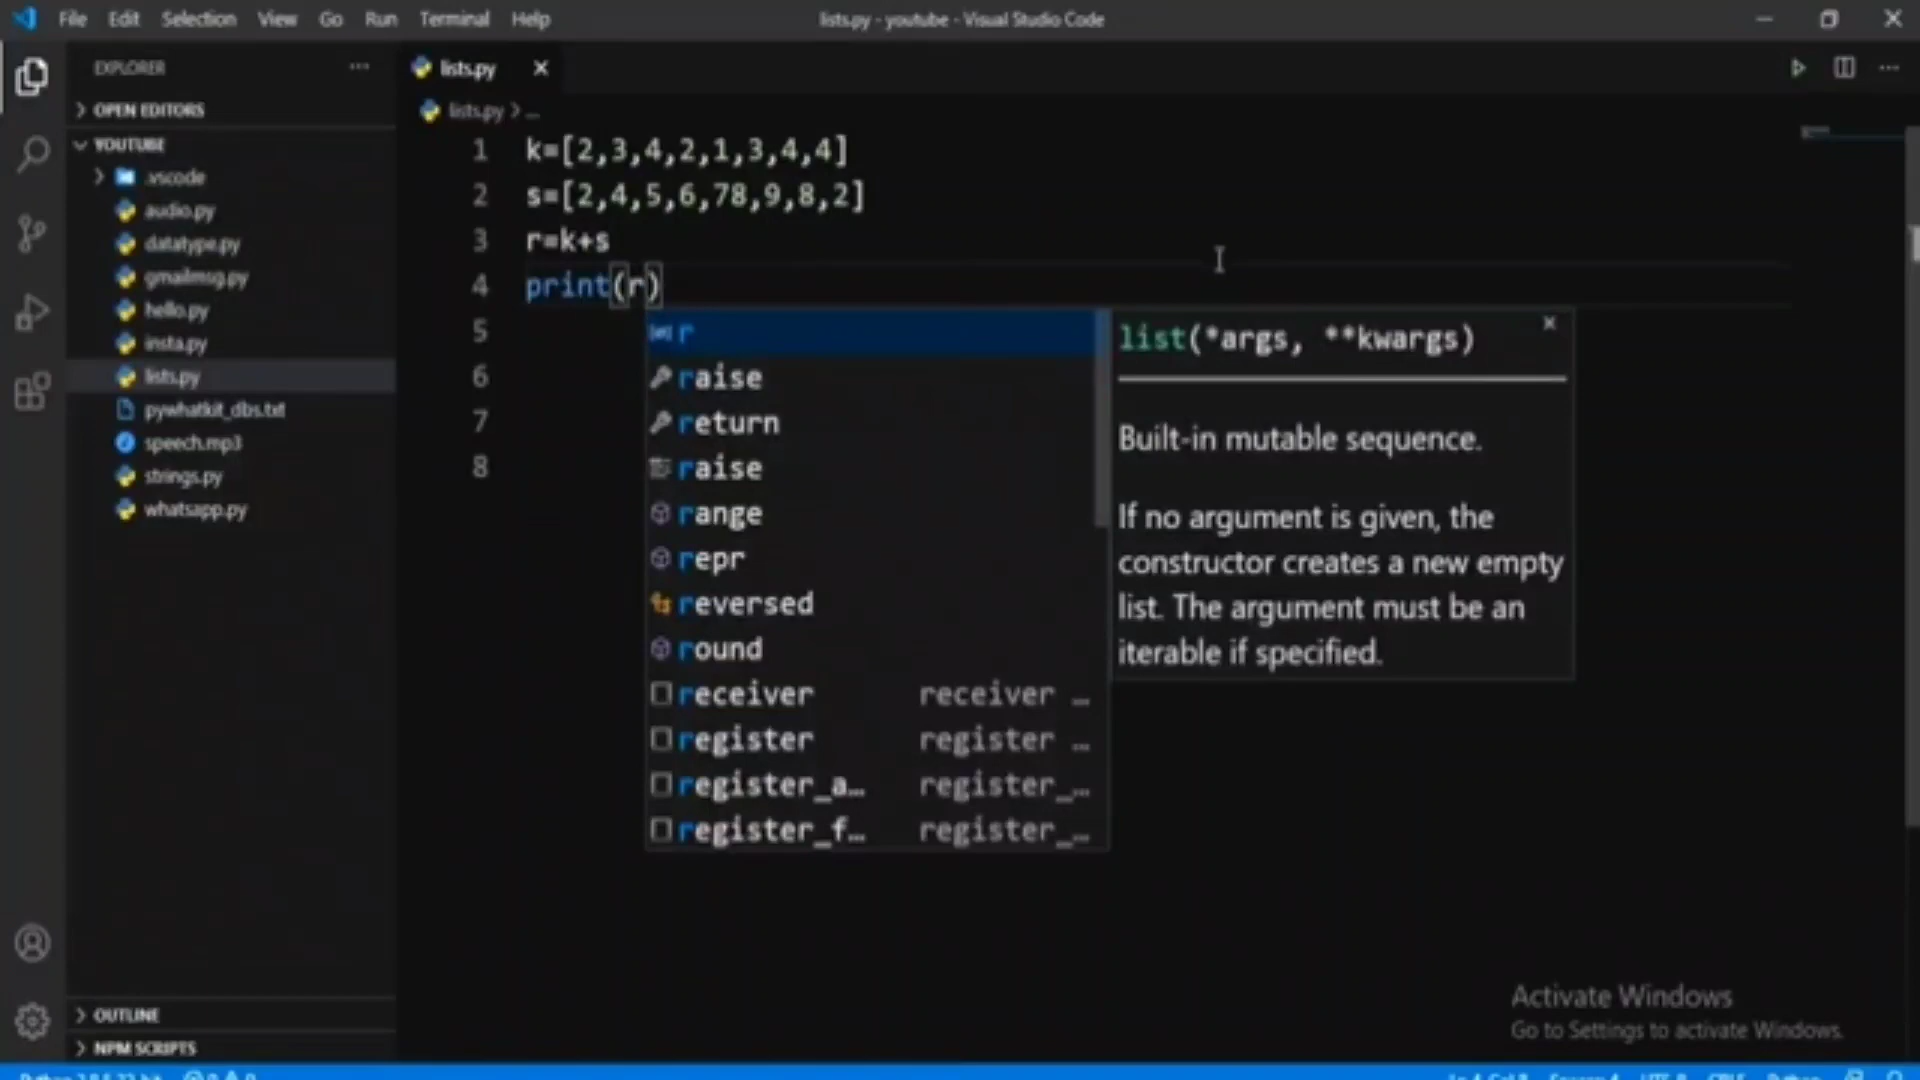 File Edit Selection View Go Run Terminal Help
lists.py - youtube - Visual Studio Code
EXPLORER
OPEN EDITORS
YOUTUBE
.vscode
audio.py
datatype.py
gmailmsg.py
hello.py
insta.py
lists.py
pywhatkit_dbs.txt
speech.mp3
strings.py
whatsapp.py
OUTLINE
NPM SCRIPTS
lists.py
lists.py > ...
1 k=[2,3,4,2,1,3,4,4]
2 s=[2,4,5,6,78,9,8,2]
3 r=k+s
4 print(r)
5
6
7
8
r
raise
return
raise
range
repr
reversed
round
receiver receiver …
register register …
register_a… register_…
register_f… register_…
list(*args, **kwargs)
Built-in mutable sequence.
If no argument is given, the
constructor creates a new empty
list. The argument must be an
iterable if specified.
Activate Windows
Go to Settings to activate Windows.